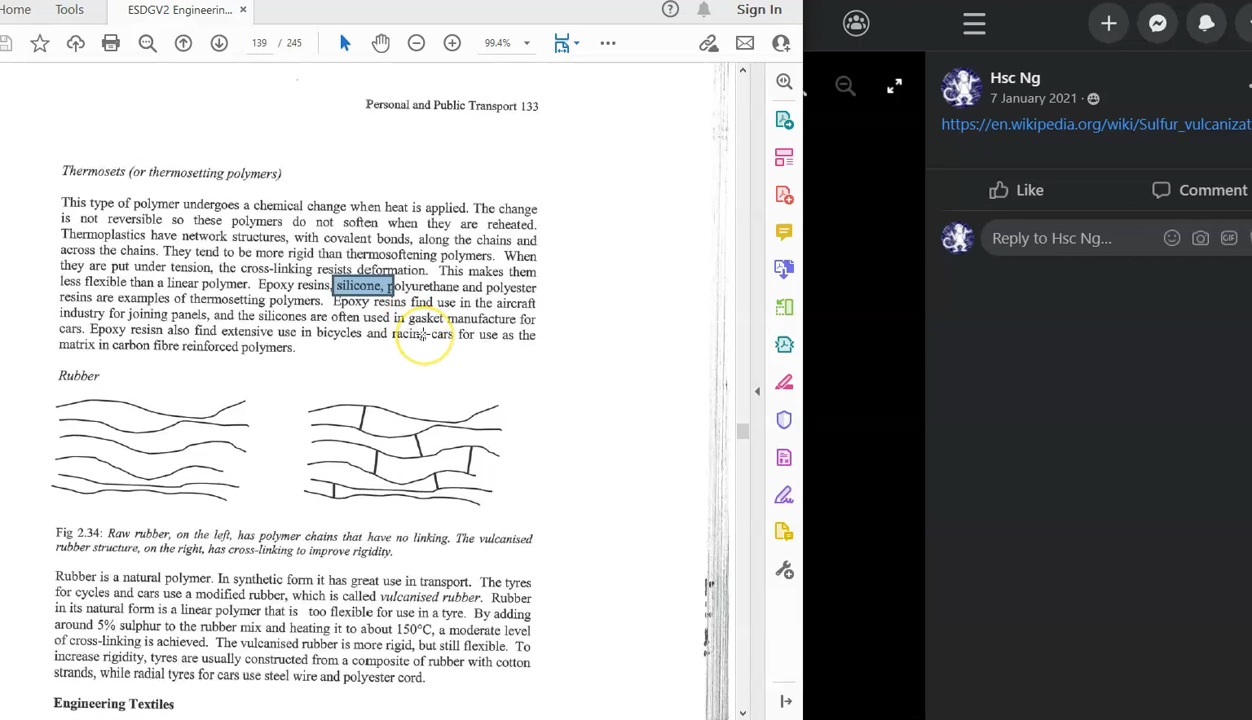 Home
Tools
ESDGV2 Engineerin...
Sign In
139 / 245
99.4%
Personal and Public Transport 133
Thermosets (or thermosetting polymers)
This type of polymer undergoes a chemical change when heat is applied. The change
is not reversible so these polymers do not soften when they are reheated.
Thermoplastics have network structures, with covalent bonds, along the chains and
across the chains. They tend to be more rigid than thermosoftening polymers. When
they are put under tension, the cross-linking resists deformation. This makes them
less flexible than a linear polymer. Epoxy resins, silicone, polyurethane and polyester
resins are examples of thermosetting polymers. Epoxy resins find use in the aircraft
industry for joining panels, and the silicones are often used in gasket manufacture for
cars. Epoxy resisn also find extensive use in bicycles and racing-cars for use as the
matrix in carbon fibre reinforced polymers.
Rubber
Fig 2.34: Raw rubber, on the left, has polymer chains that have no linking. The vulcanised
rubber structure, on the right, has cross-linking to improve rigidity.
Rubber is a natural polymer. In synthetic form it has great use in transport. The tyres
for cycles and cars use a modified rubber, which is called vulcanised rubber. Rubber
in its natural form is a linear polymer that is too flexible for use in a tyre. By adding
around 5% sulphur to the rubber mix and heating it to about 150°C, a moderate level
of cross-linking is achieved. The vulcanised rubber is more rigid, but still flexible. To
increase rigidity, tyres are usually constructed from a composite of rubber with cotton
strands, while radial tyres for cars use steel wire and polyester cord.
Engineering Textiles
Hsc Ng
7 January 2021 ·
https://en.wikipedia.org/wiki/Sulfur_vulcanizat
Like
Comment
Reply to Hsc Ng...
GIF